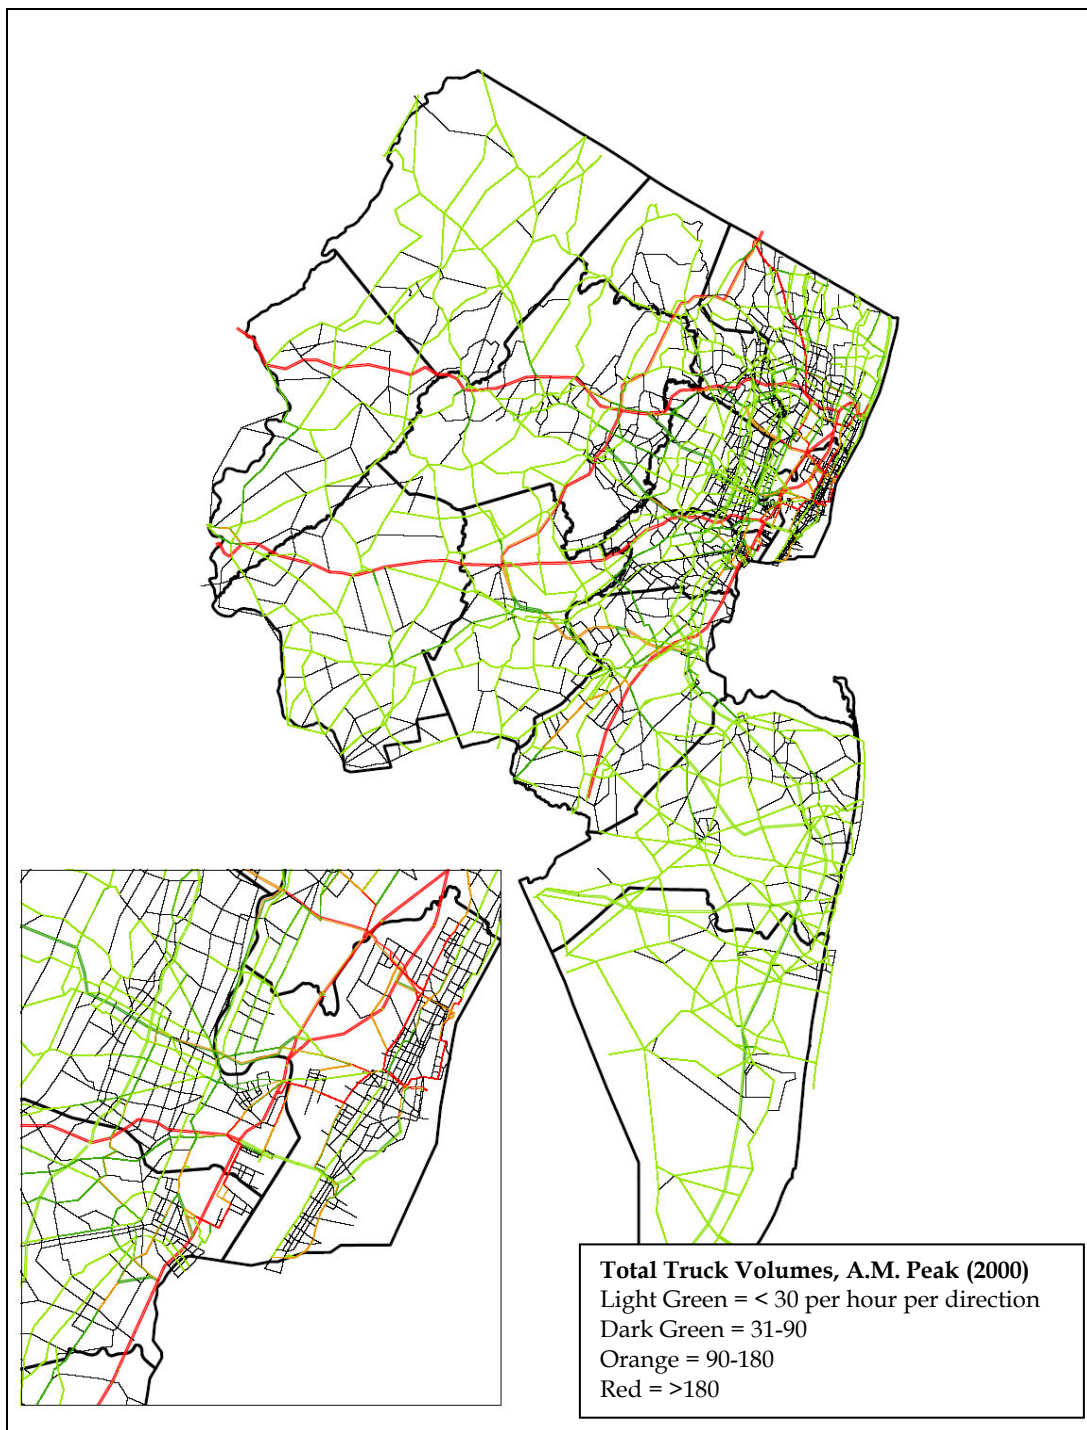 Total Truck Volumes, A.M. Peak (2000)
Light Green = < 30 per hour per direction
Dark Green = 31-90
Orange = 90-180
Red = >180